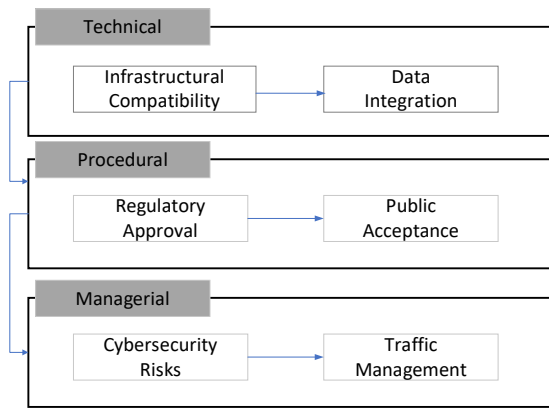 Technical
Infrastructural
Compatibility
Data
Integration
Procedural
Regulatory
Approval
Public
Acceptance
Managerial
Cybersecurity
Risks
Traffic
Management